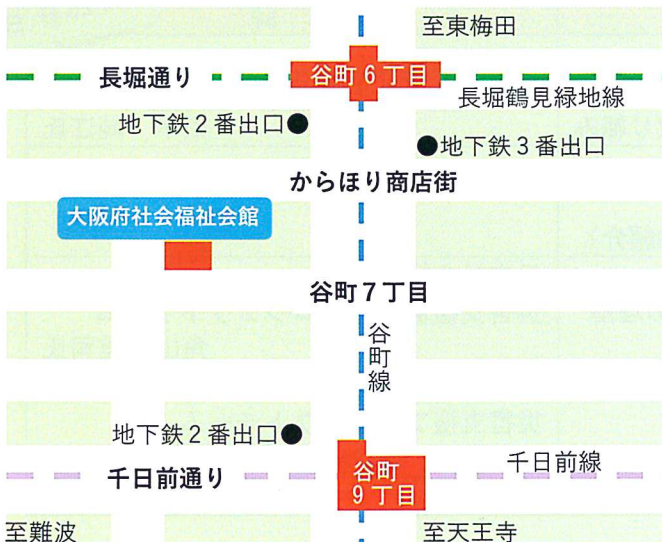 至東梅田
長堀通り
谷町6丁目
長堀鶴見緑地線
地下鉄2番出口●
●地下鉄3番出口
からほり商店街
大阪府社会福祉会館
谷町7丁目
谷町線
地下鉄2番出口●
千日前通り
谷町
9丁目
千日前線
至難波
至天王寺